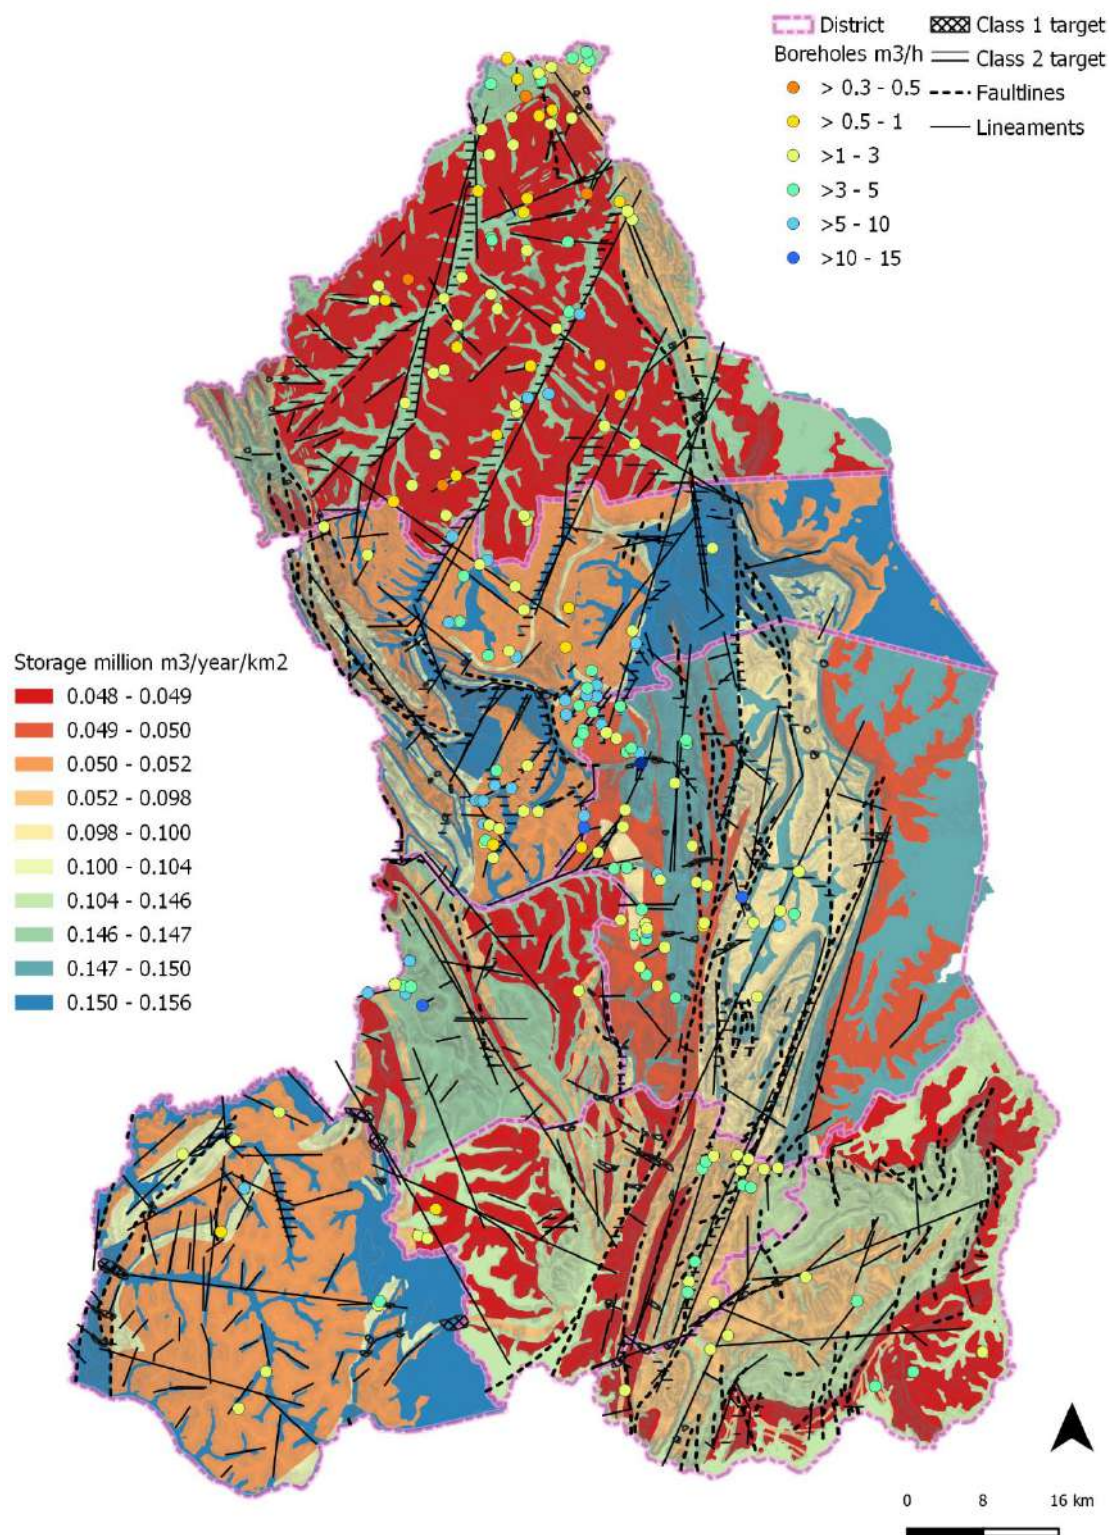 District
Class 1 target
Boreholes m3/h
Class 2 target
> 0.3 - 0.5
Faultlines
> 0.5 - 1
Lineaments
>1 - 3
>3 - 5
>5 - 10
>10 - 15
Storage million m3/year/km2
0.048 - 0.049
0.049 - 0.050
0.050 - 0.052
0.052 - 0.098
0.098 - 0.100
0.100 - 0.104
0.104 - 0.146
0.146 - 0.147
0.147 - 0.150
0.150 - 0.156
0 8 16 km